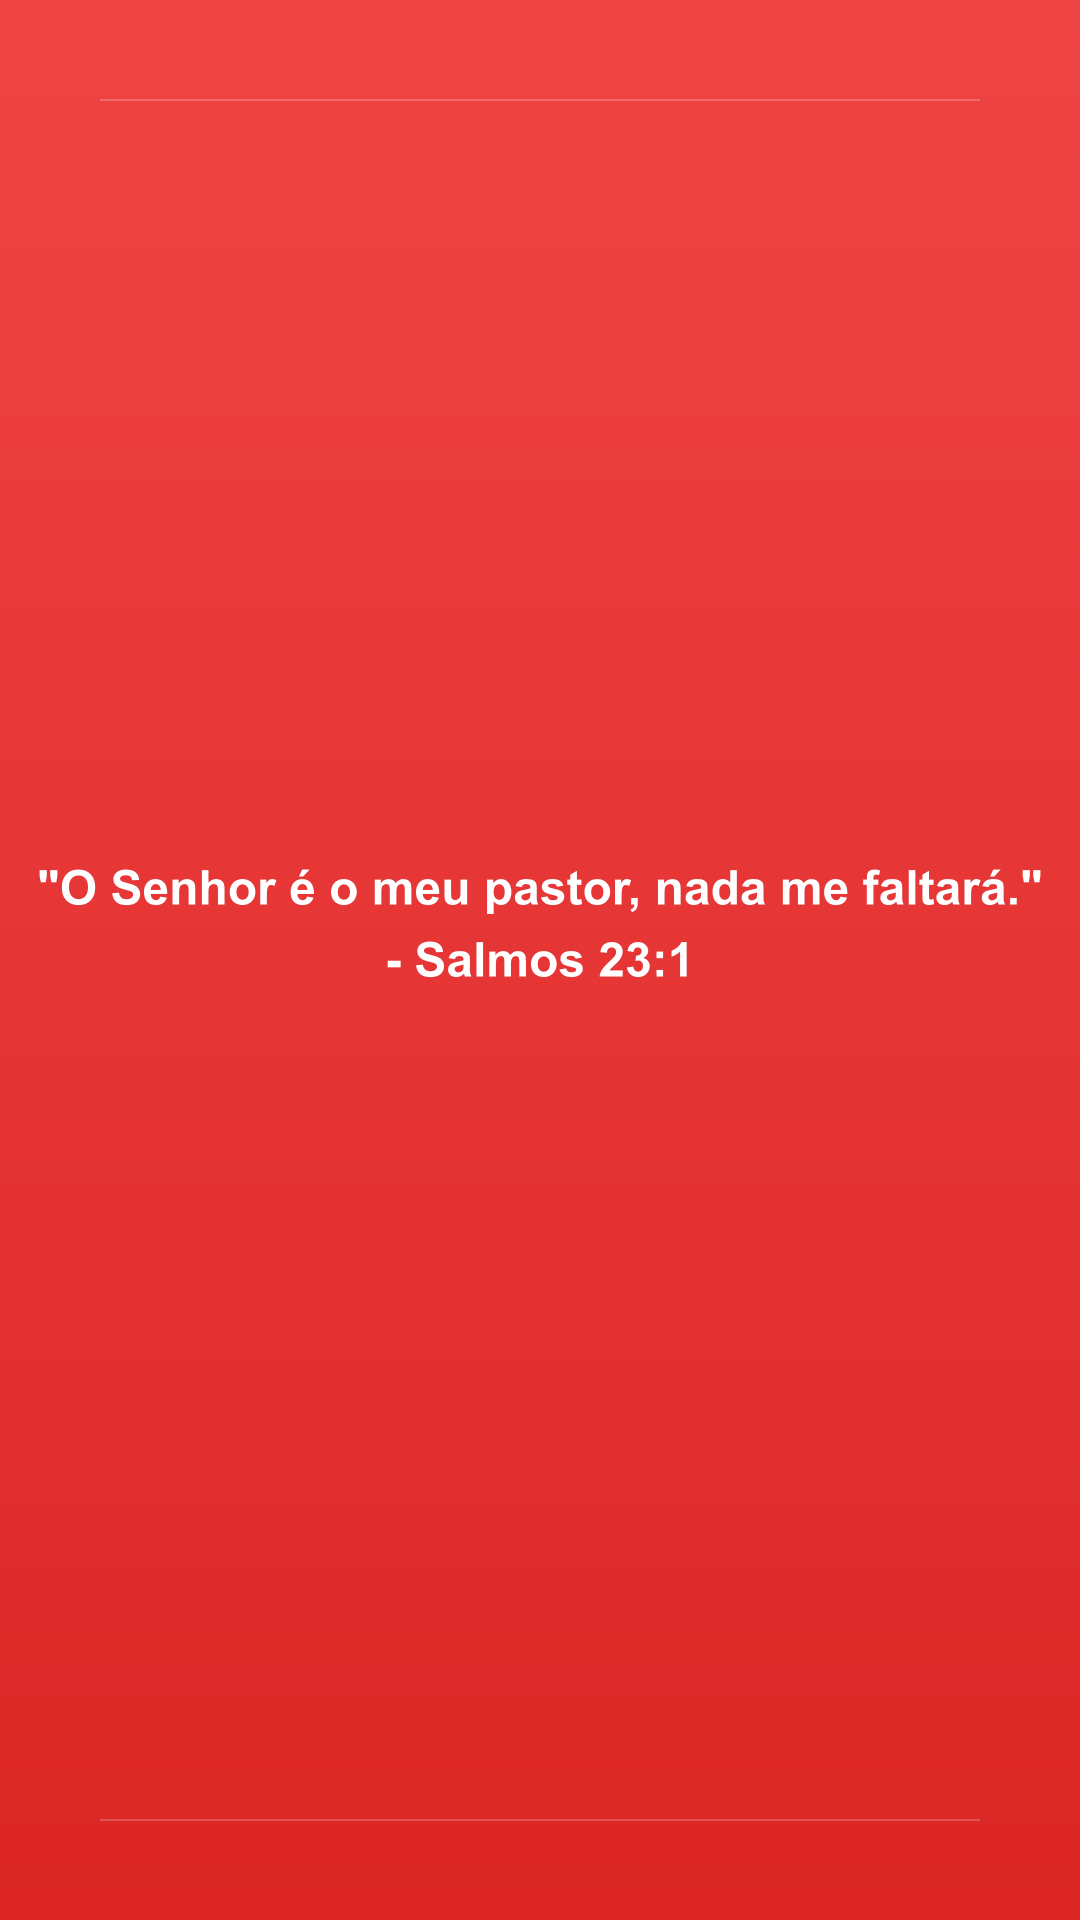 "O Senhor é o meu pastor, nada me faltará."
- Salmos 23:1